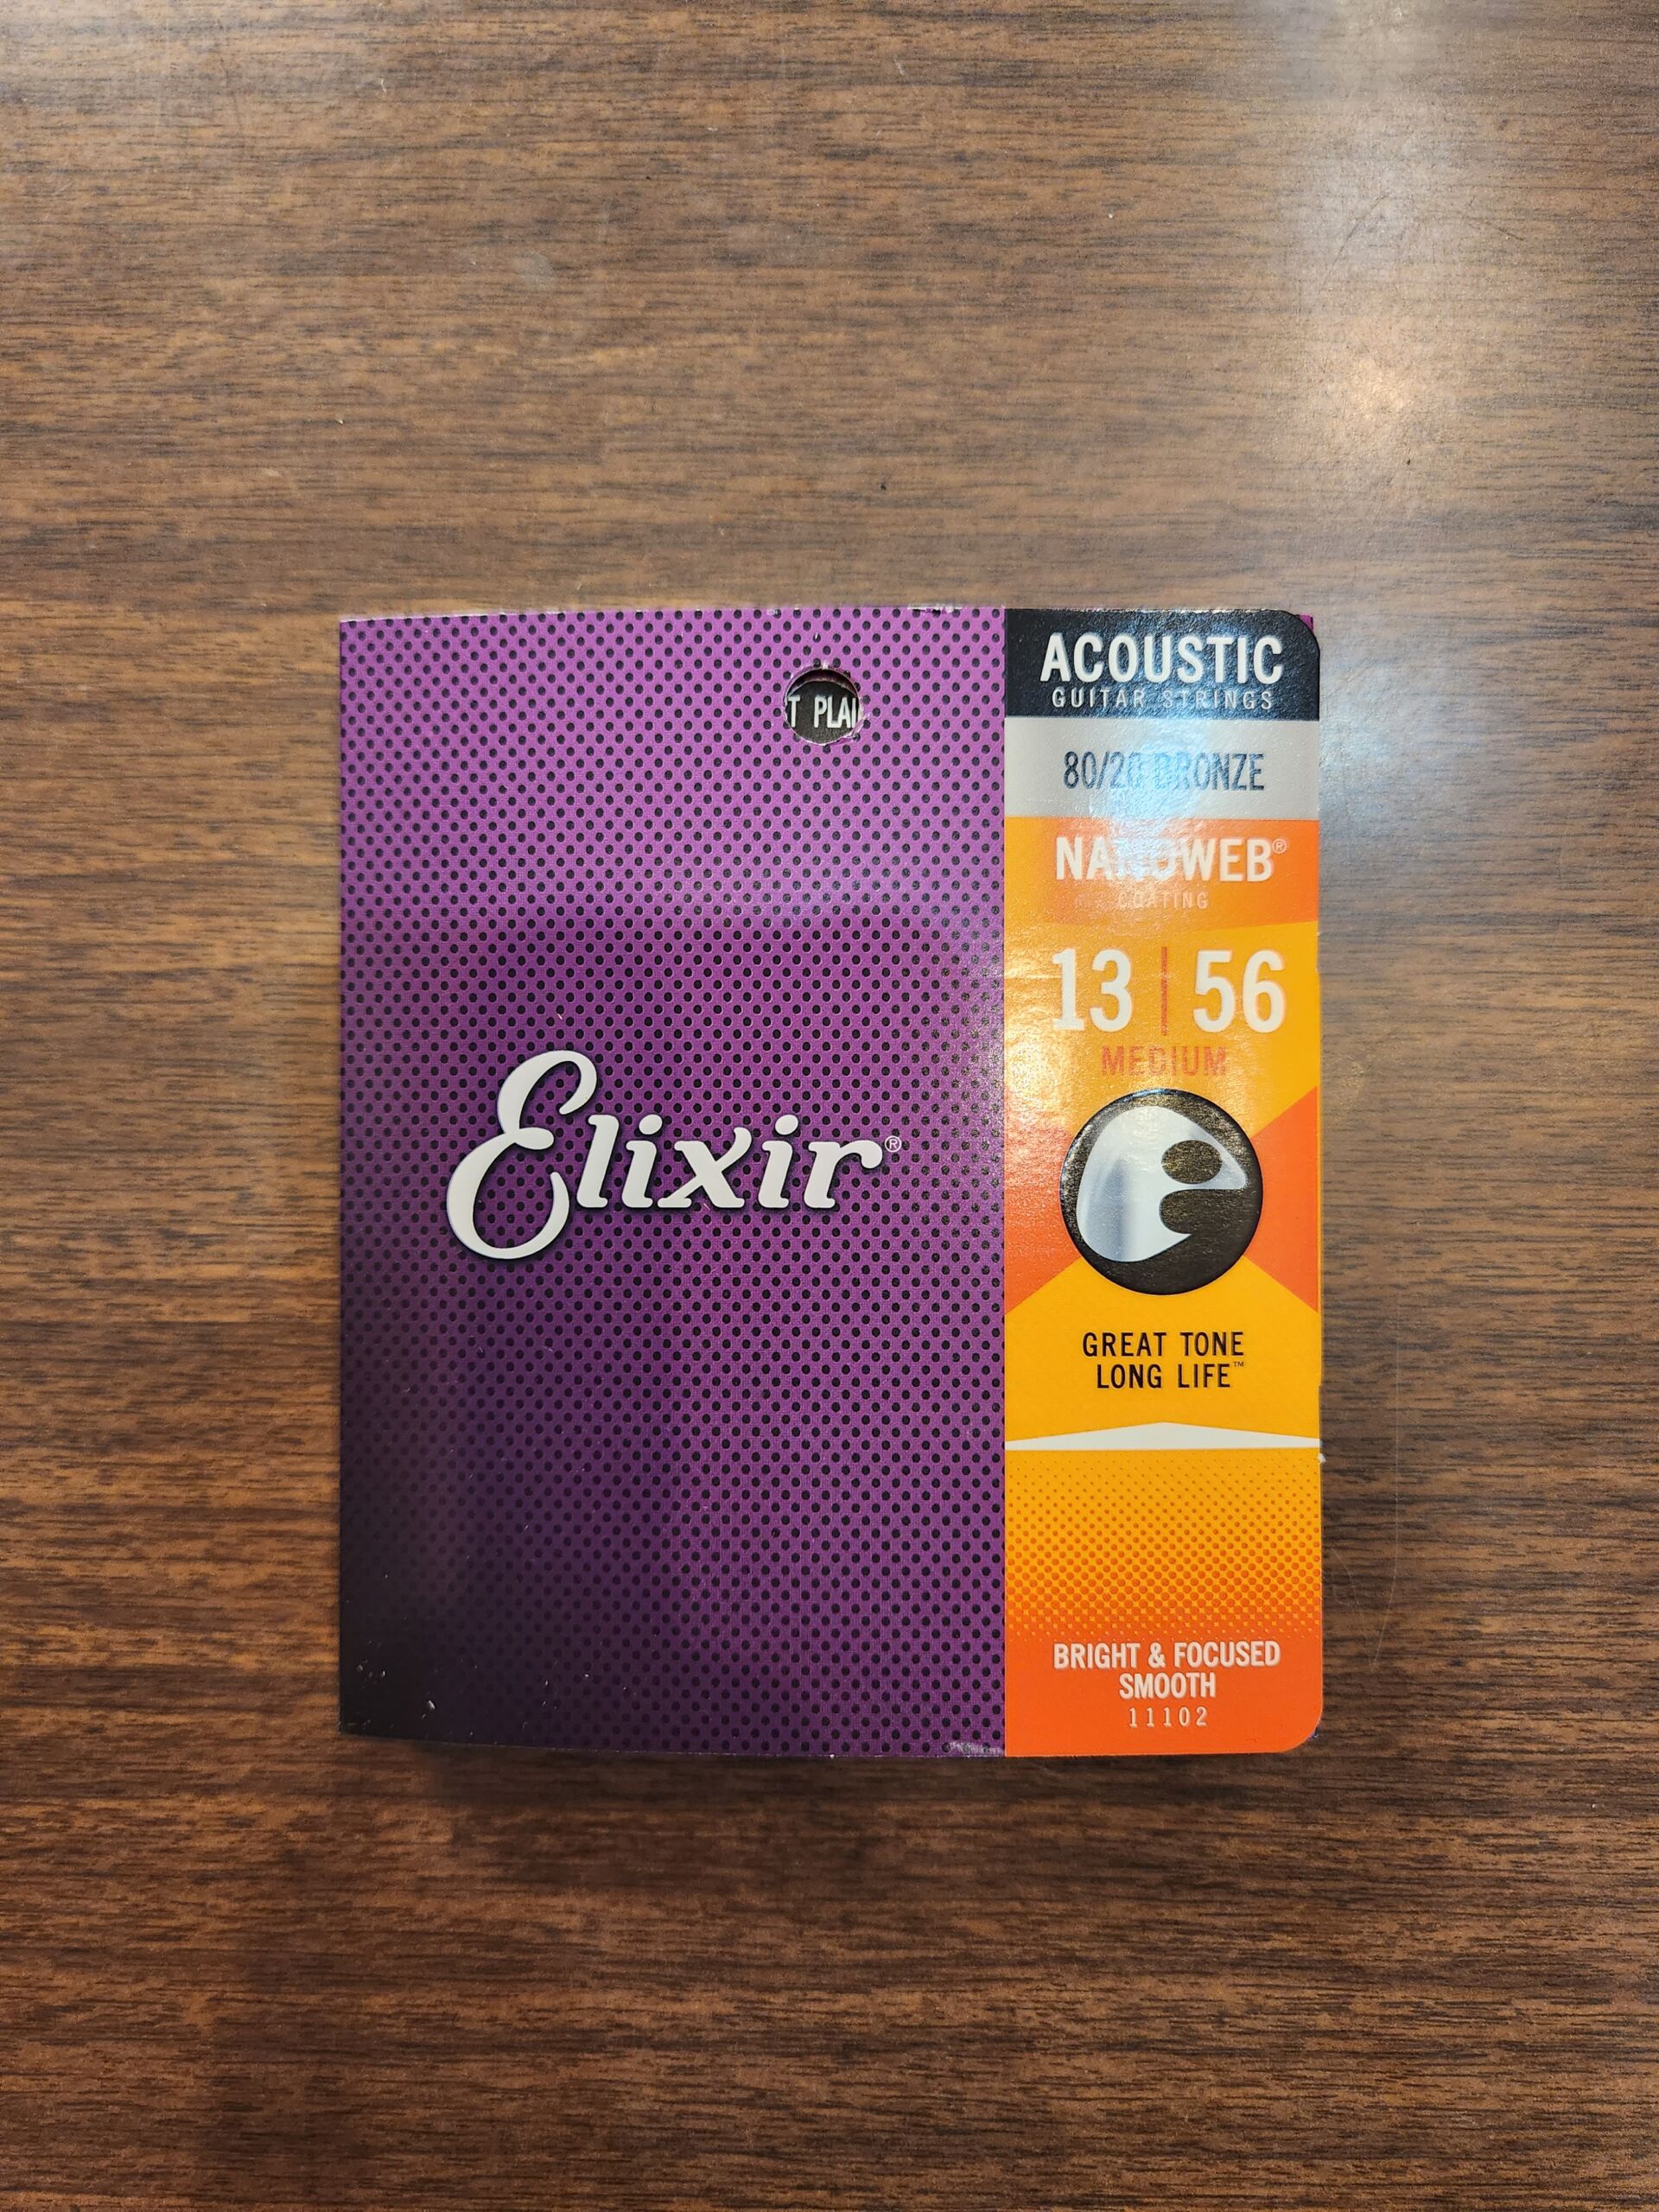 T PLAI
Elixir®
ACOUSTIC
GUITAR STRINGS
80/20 BRONZE
NANOWEB®
COATING
13 | 56
MEDIUM
GREAT TONE
LONG LIFE™
BRIGHT & FOCUSED
SMOOTH
11102